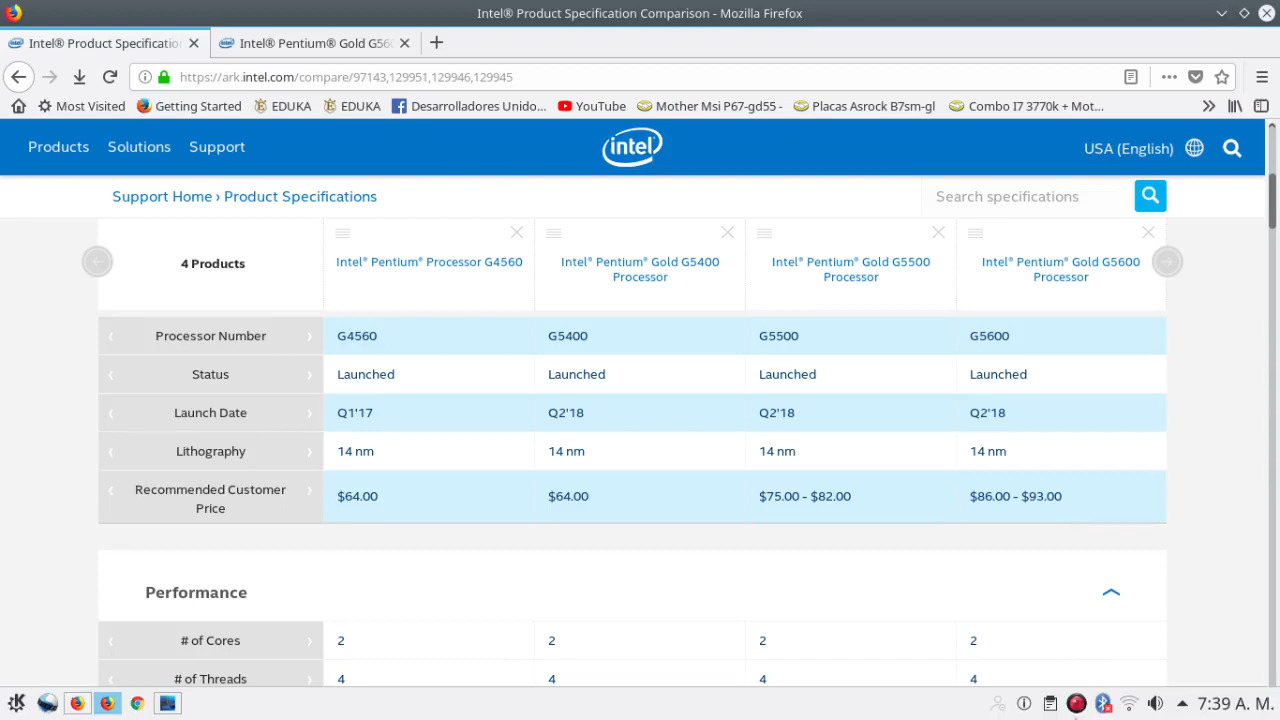 Intel® Product Specification Comparison - Mozilla Firefox
Intel® Product Specificatio
Intel® Pentium® Gold G560
https://ark.intel.com/compare/97143,129951,129946,129945
Most Visited Getting Started EDUKA EDUKA Desarrolladores Unido... YouTube Mother Msi P67-gd55 - Placas Asrock B7sm-gl Combo I7 3770k + Mot...
Products Solutions Support
intel
USA (English)
Support Home › Product Specifications
Search specifications
4 Products
Intel® Pentium® Processor G4560
Intel® Pentium® Gold G5400
Processor
Intel® Pentium® Gold G5500
Processor
Intel® Pentium® Gold G5600
Processor
Processor Number G4560 G5400 G5500 G5600
Status Launched Launched Launched Launched
Launch Date Q1'17 Q2'18 Q2'18 Q2'18
Lithography 14 nm 14 nm 14 nm 14 nm
Recommended Customer
Price
$64.00 $64.00 $75.00 - $82.00 $86.00 - $93.00
Performance
# of Cores 2 2 2 2
# of Threads 4 4 4 4
7:39 A. M.